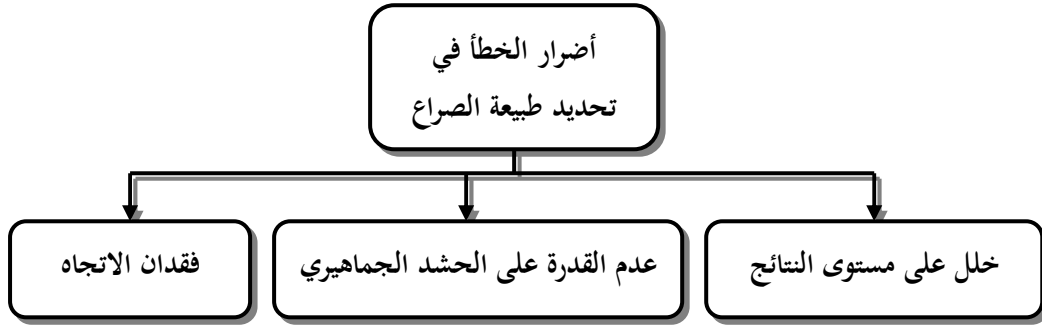 أضرار الخطأ في
تحديد طبيعة الصراع
خلل على مستوى النتائج
عدم القدرة على الحشد الجماهيري
فقدان الاتجاه